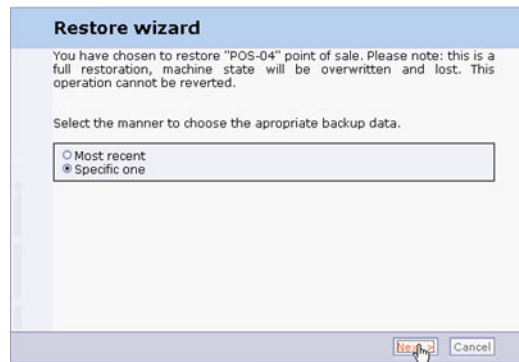 Restore wizard
You have chosen to restore "POS-04" point of sale. Please note: this is a
full restoration, machine state will be overwritten and lost. This
operation cannot be reverted.
Select the manner to choose the apropriate backup data.
Most recent
Specific one
Next > Cancel